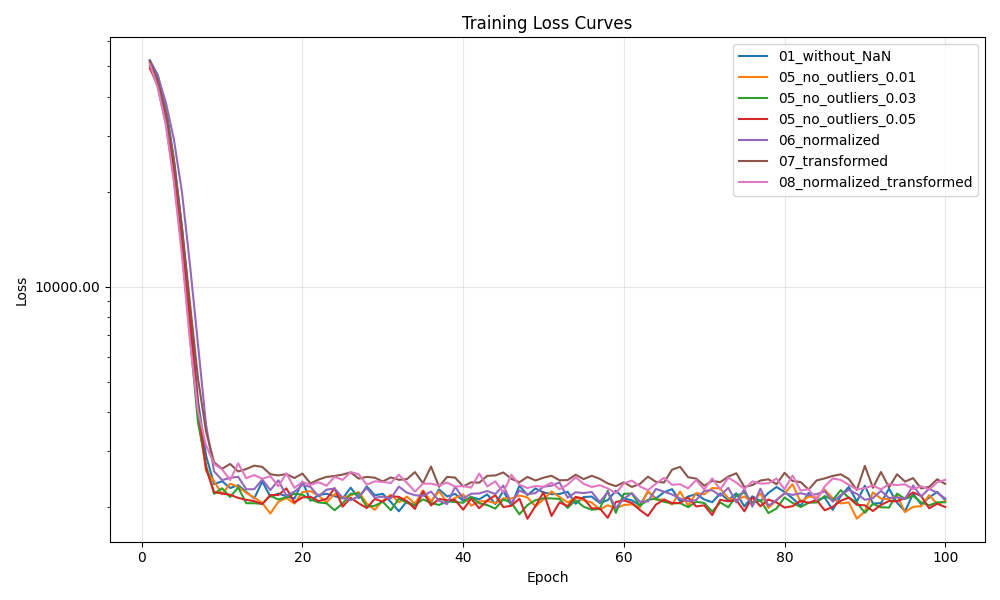 Training Loss Curves
01_without_NaN
05_no_outliers_0.01
05_no_outliers_0.03
05_no_outliers_0.05
06_normalized
07_transformed
08_normalized_transformed
Loss
10000.00
0 20 40 60 80 100
Epoch